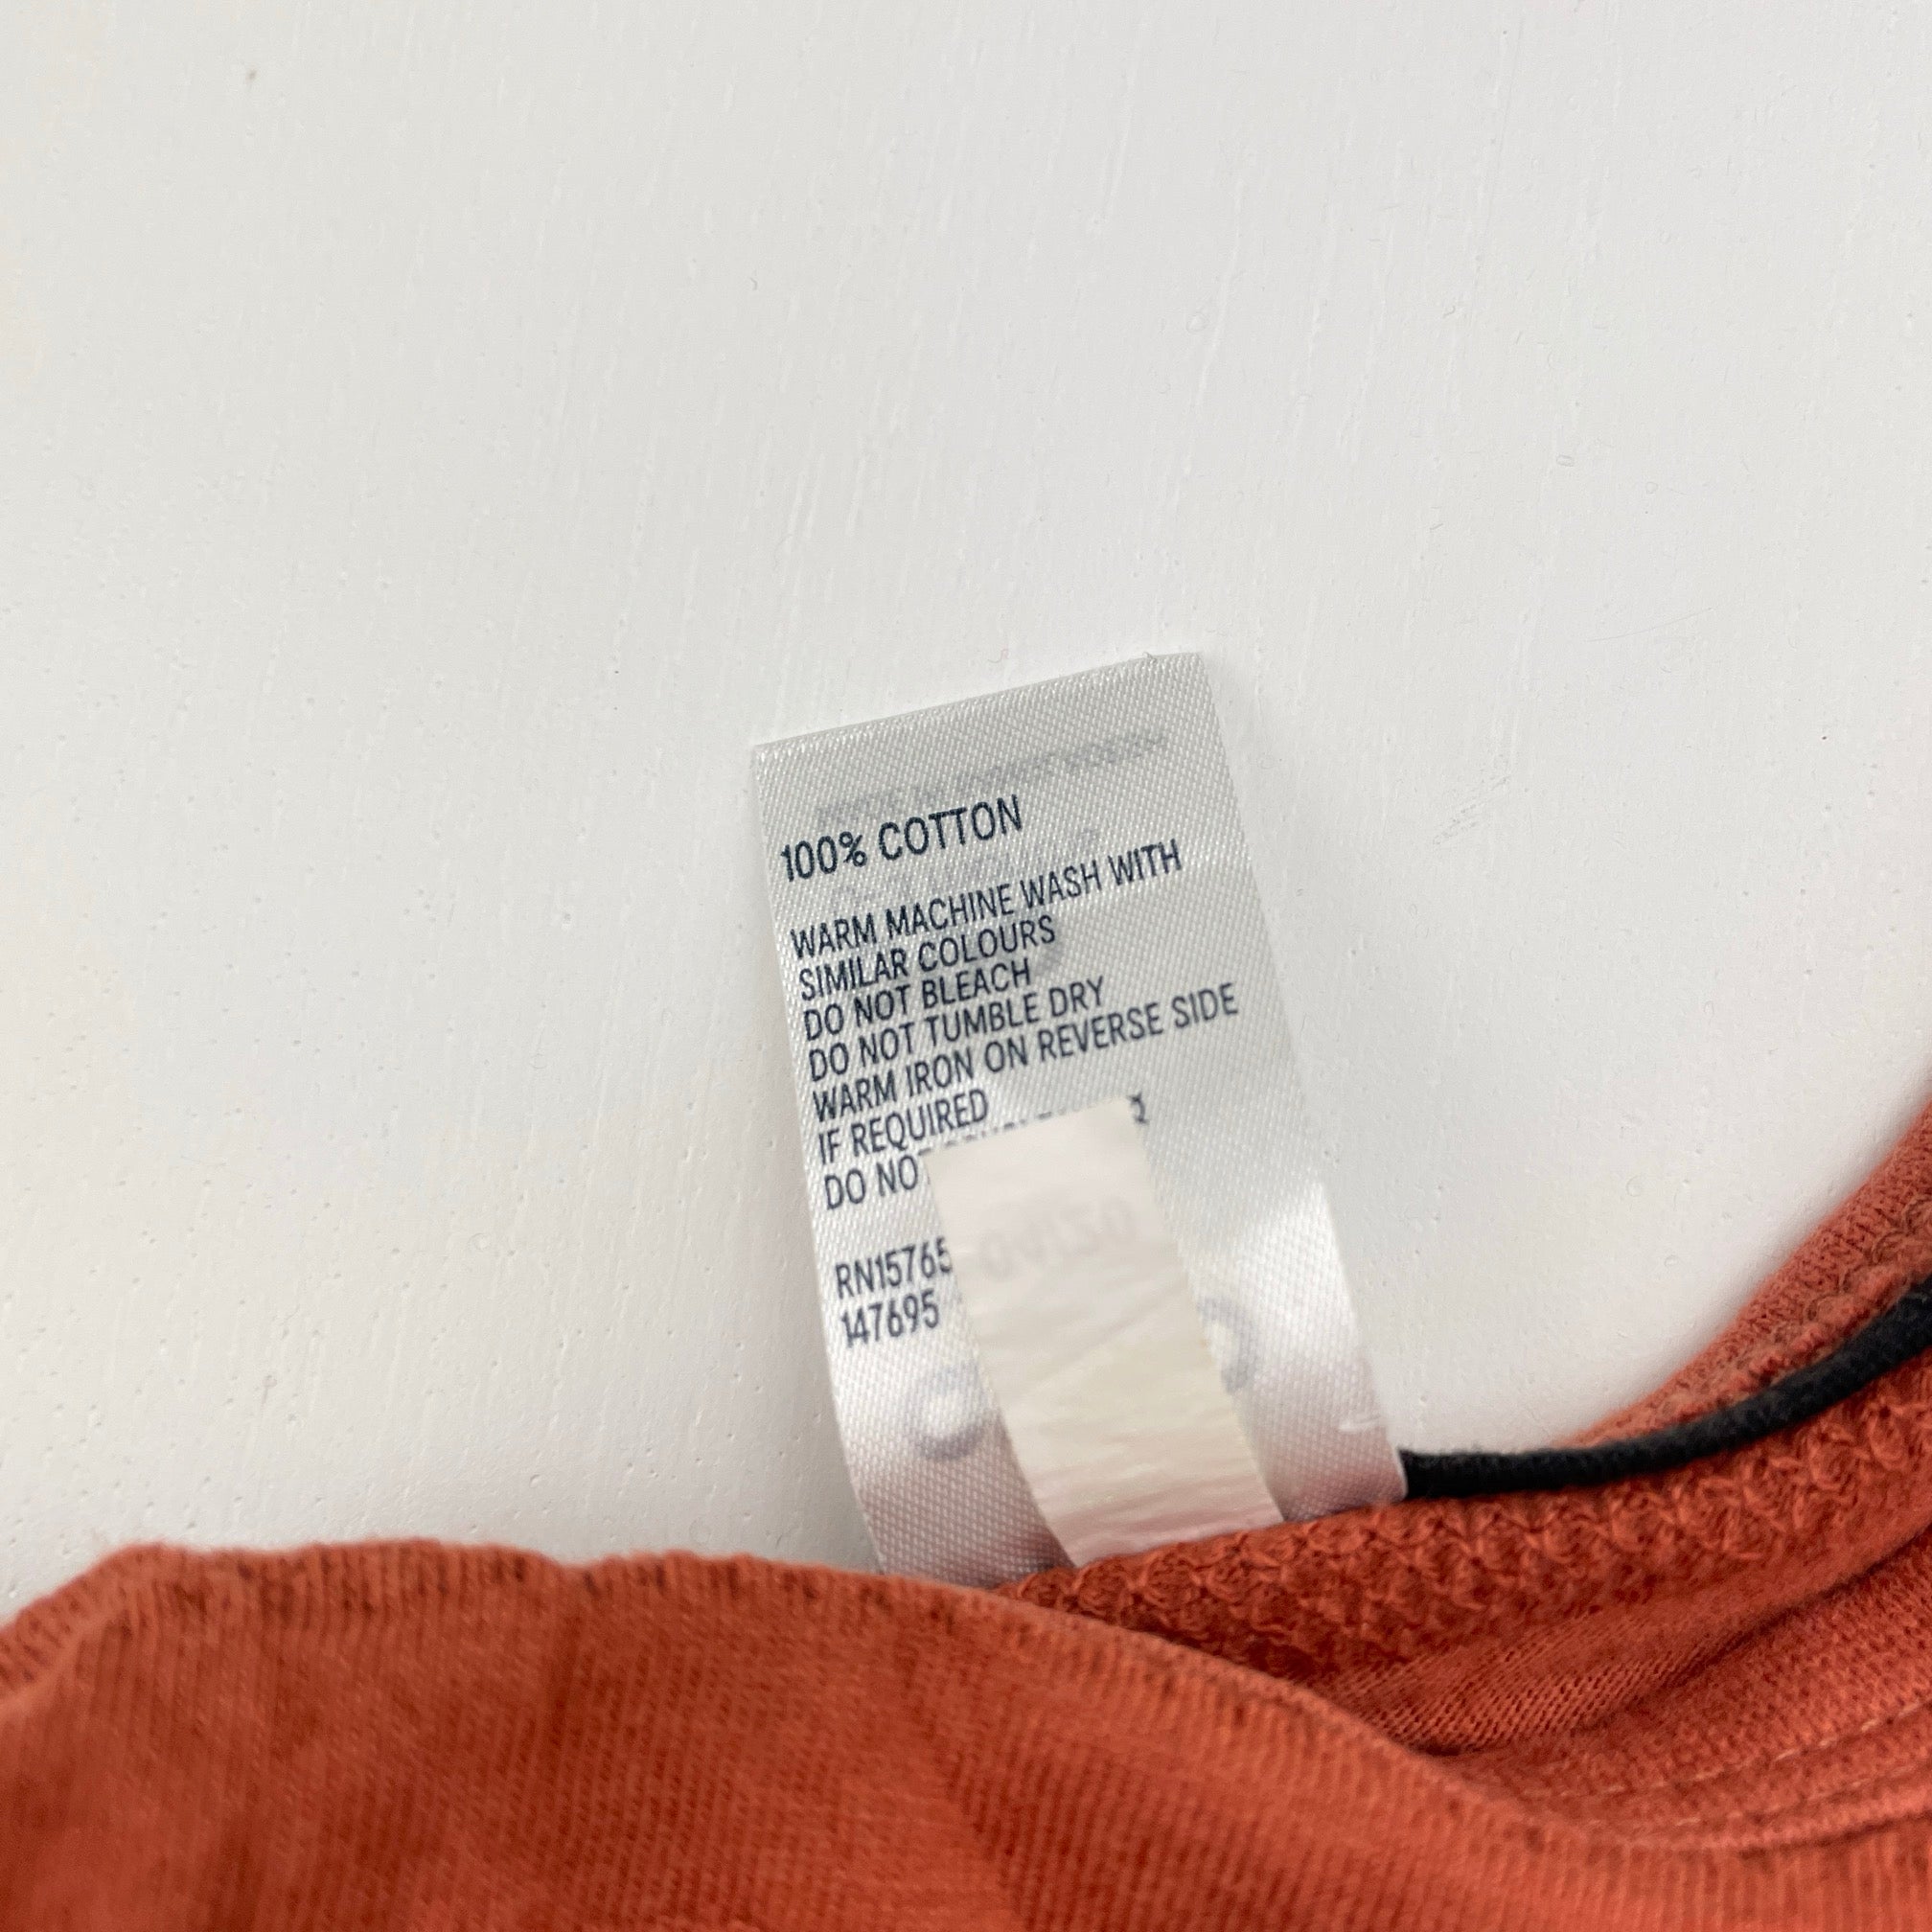 100% COTTON
WARM MACHINE WASH WITH
SIMILAR COLOURS
DO NOT BLEACH
DO NOT TUMBLE DRY
WARM IRON ON REVERSE SIDE
IF REQUIRED
DO NO
RN15765
147695